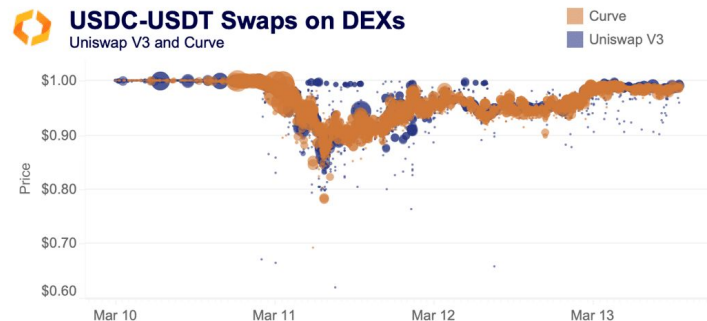 USDC-USDT Swaps on DEXs
Uniswap V3 and Curve
Curve
Uniswap V3
Price
$1.00
$0.90
$0.80
$0.70
$0.60
Mar 10
Mar 11
Mar 12
Mar 13